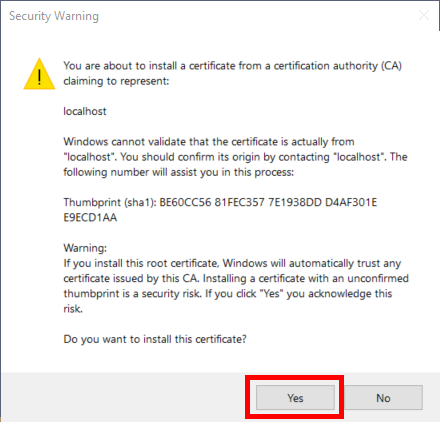 Security Warning
You are about to install a certificate from a certification authority (CA)
claiming to represent:
localhost
Windows cannot validate that the certificate is actually from
"localhost". You should confirm its origin by contacting "localhost". The
following number will assist you in this process:
Thumbprint (sha1): BE60CC56 81FEC357 7E1938DD D4AF301E
E9ECD1AA
Warning:
If you install this root certificate, Windows will automatically trust any
certificate issued by this CA. Installing a certificate with an unconfirmed
thumbprint is a security risk. If you click "Yes" you acknowledge this
risk.
Do you want to install this certificate?
Yes
No